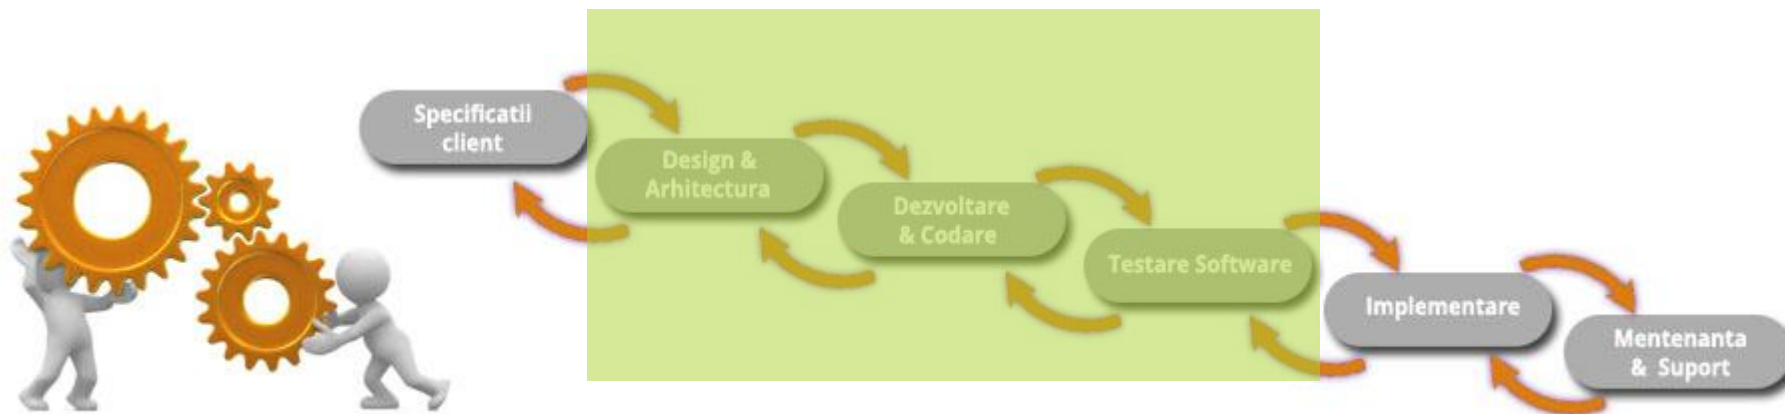 Specificatii
client
Design &
Arhitectura
Dezvoltare
& Codare
Testare Software
Implementare
Mentenanta
& Suport